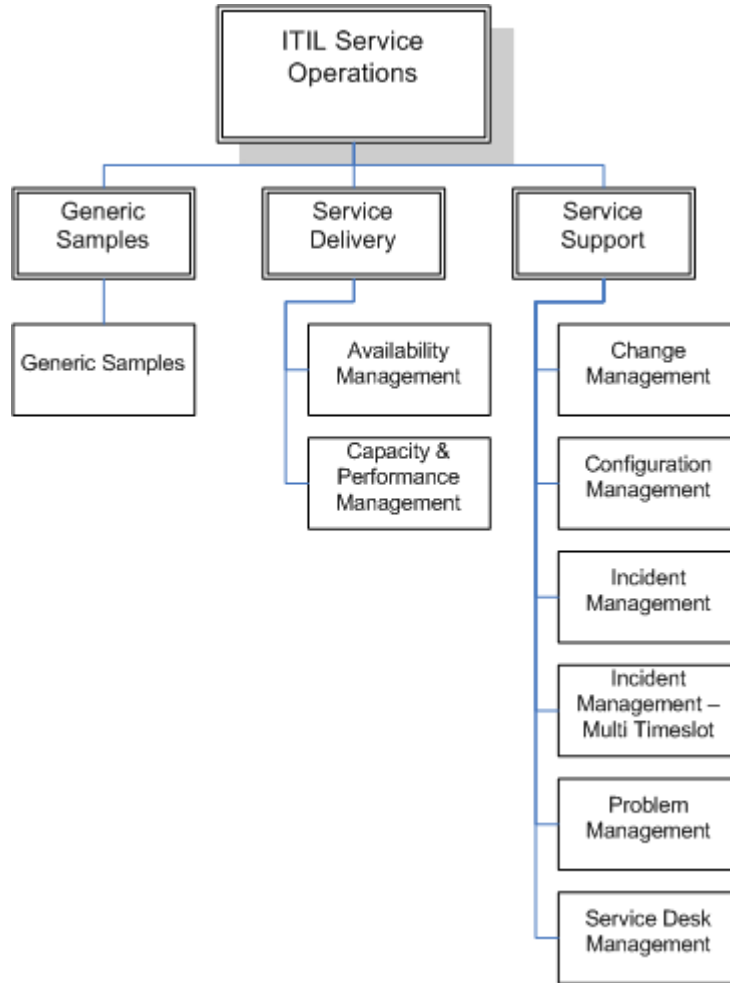 ITIL Service
Operations
Generic
Samples
Service
Delivery
Service
Support
Generic Samples
Availability
Management
Capacity &
Performance
Management
Change
Management
Configuration
Management
Incident
Management
Incident
Management –
Multi Timeslot
Problem
Management
Service Desk
Management